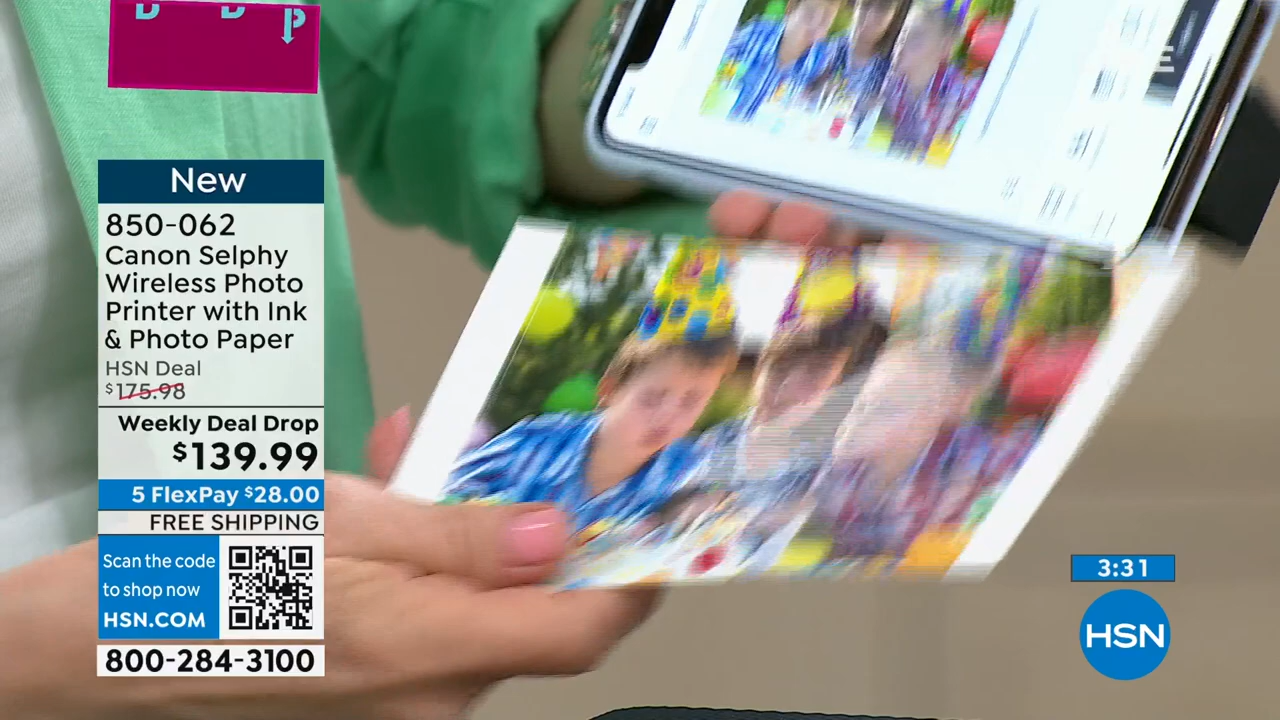 New
850-062
Canon Selphy
Wireless Photo
Printer with Ink
& Photo Paper
HSN Deal
$175.98
Weekly Deal Drop
$139.99
5 FlexPay $28.00
FREE SHIPPING
Scan the code
to shop now
HSN.COM
800-284-3100
3:31
HSN